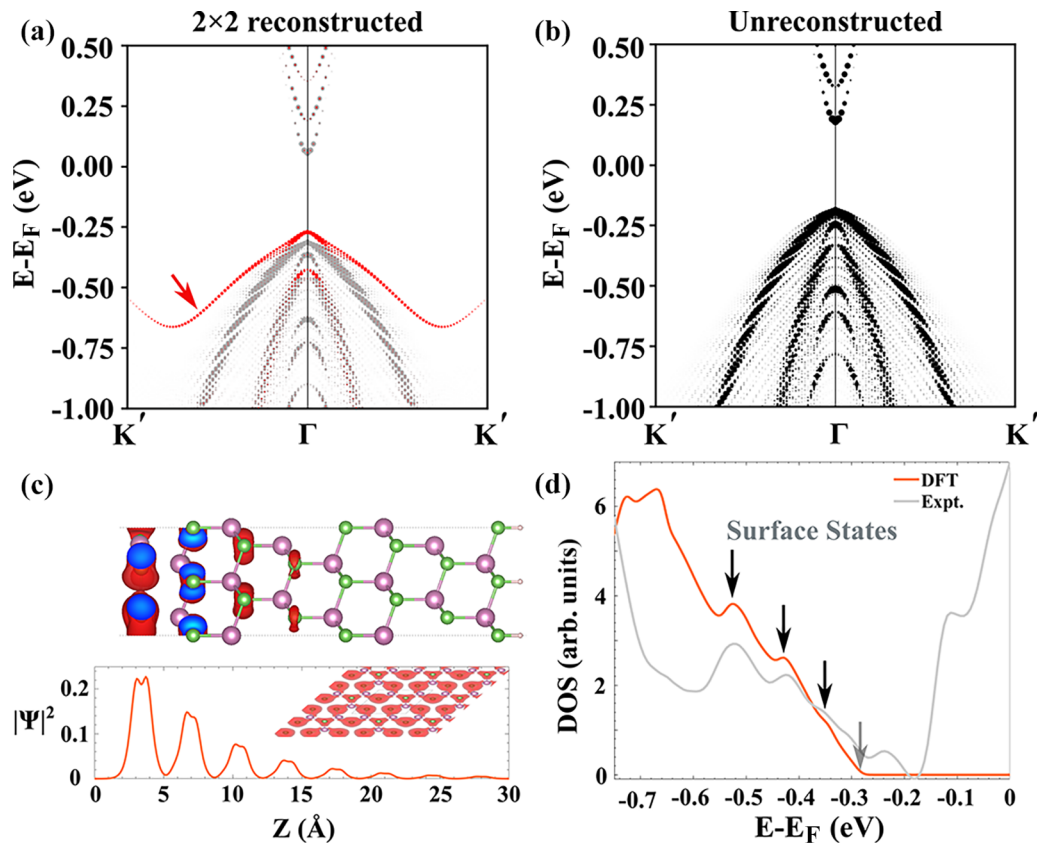 (a) 2×2 reconstructed
0.50
0.25
0.00
-0.25
-0.50
-0.75
-1.00
E-E_F (eV)
K′ Γ K′
(b) Unreconstructed
0.50
0.25
0.00
-0.25
-0.50
-0.75
-1.00
E-E_F (eV)
K′ Γ K′
(c)
0.2
0.1
0
|Ψ|²
0 5 10 15 20 25 30
Z (Å)
(d)
DFT
Expt.
Surface States
6
4
2
0
DOS (arb. units)
-0.7 -0.6 -0.5 -0.4 -0.3 -0.2 -0.1 0
E-E_F (eV)